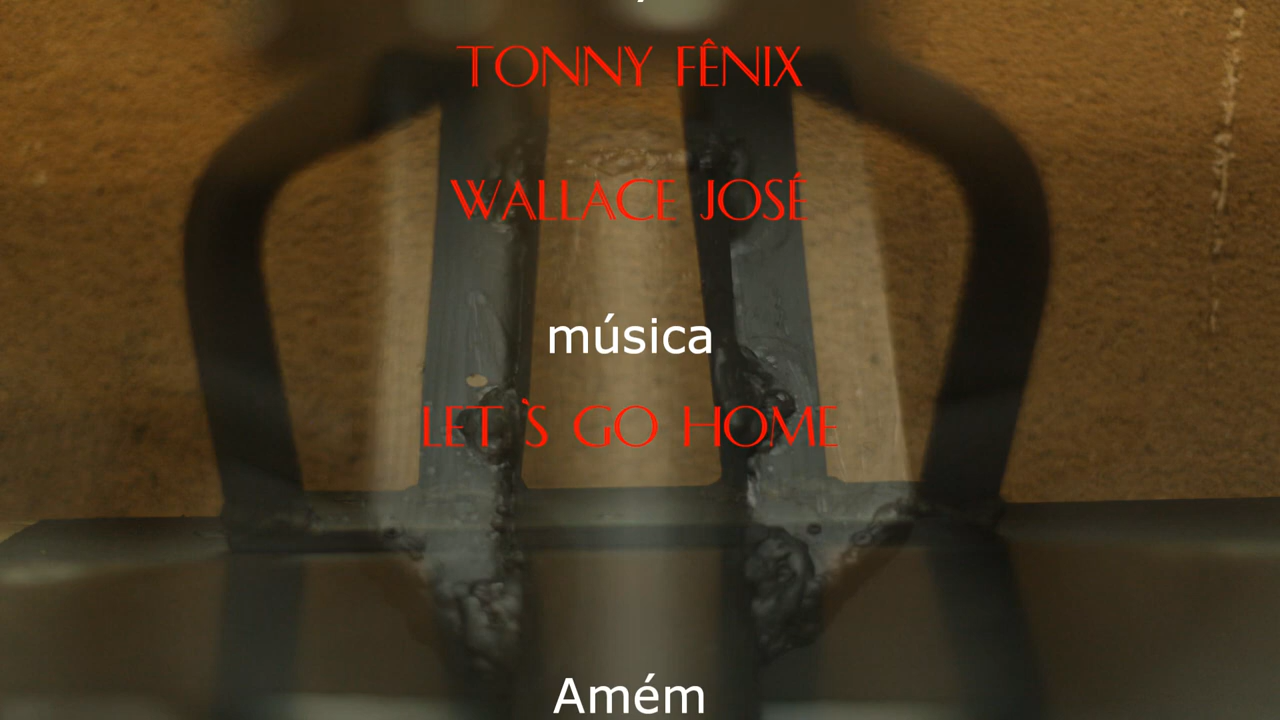 TONNY FÊNIX
WALLACE JOSÉ
música
LET `S GO HOME
Amém